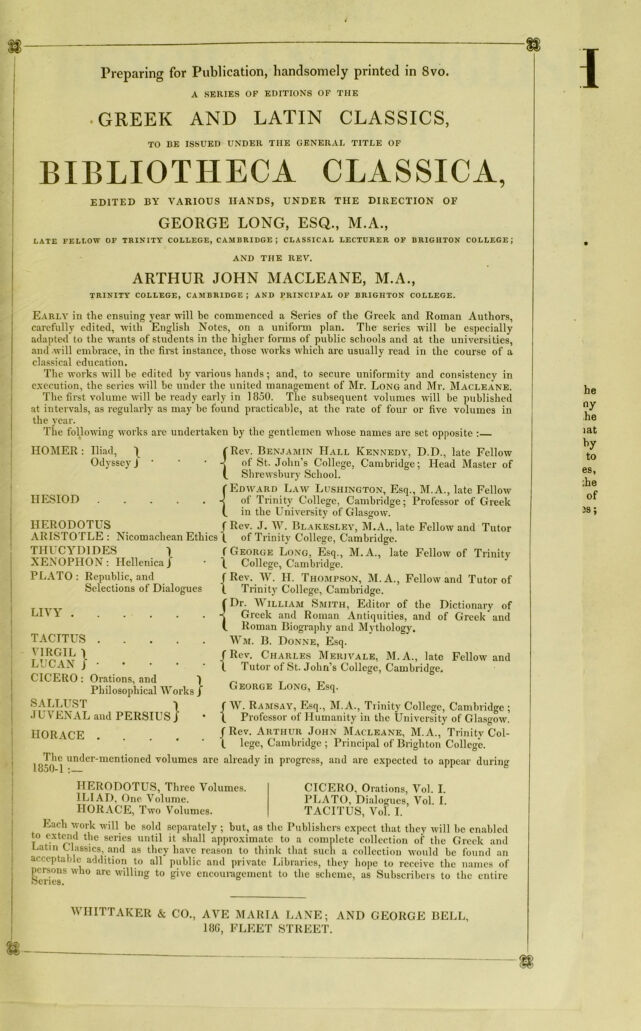 Preparing for Publication, handsomely printed in 8vo.
A SERIES OF EDITIONS OF THE
GREEK AND LATIN CLASSICS,
TO BE ISSUED UNDER THE GENERAL TITLE OF
BIBLIOTHECA CLASSICA,
EDITED BY VARIOUS HANDS, UNDER THE DIRECTION OF
GEORGE LONG, ESQ., M.A.,
LATE FELLOW OF TRINITY COLLEGE, CAMBRIDGE; CLASSICAL LECTURER OF BRIGHTON COLLEGE;
AND THE REV.
ARTHUR JOHN MACLEANE, M.A.,
TRINITY COLLEGE, CAMBRIDGE; AND PRINCIPAL OF BRIGHTON COLLEGE.
EARLY in the ensuing year will be commenced a Series of the Greek and Roman Authors,
carefully edited, with English Notes, on a uniform plan. The series will be especially
adapted to the wants of students in the higher forms of public schools and at the universities,
and will embrace, in the first instance, those works which are usually read in the course of a
classical education.
The works will be edited by various hands; and, to secure uniformity and consistency in
execution, the series will be under the united management of Mr. LONG and Mr. MACLEANE.
The first volume will be ready early in 1850. The subsequent volumes will be published
at intervals, as regularly as may be found practicable, at the rate of four or five volumes in
the year.
The following works are undertaken by the gentlemen whose names are set opposite :—
HOMER: Iliad, } { Rev. BENJAMIN HALL KENNEDY, D.D., late Fellow
Odyssey } . . . of St. John's College, Cambridge; Head Master of
Shrewsbury School.
{ EDWARD LAW LUSHINGTON, Esq., M.A., late Fellow
HESIOD . . . . . of Trinity College, Cambridge; Professor of Greek
in the University of Glasgow.
HERODOTUS { Rev. J. W. BLAKESLEY, M.A., late Fellow and Tutor
ARISTOTLE: Nicomachean Ethics { of Trinity College, Cambridge.
THUCYDIDES } { GEORGE LONG, Esq., M.A., late Fellow of Trinity
XENOPHON: Hellenica } . { College, Cambridge.
PLATO: Republic, and { Rev. W. H. THOMPSON, M.A., Fellow and Tutor of
Selections of Dialogues { Trinity College, Cambridge.
{ Dr. WILLIAM SMITH, Editor of the Dictionary of
LIVY . . . . . . Greek and Roman Antiquities, and of Greek and
Roman Biography and Mythology.
TACITUS . . . . . WM. B. DONNE, Esq.
VIRGIL } { Rev. CHARLES MERIVALE, M.A., late Fellow and
LUCAN } . . . . . { Tutor of St. John's College, Cambridge.
CICERO: Orations, and }
Philosophical Works } GEORGE LONG, Esq.
SALLUST } { W. RAMSAY, Esq., M.A., Trinity College, Cambridge;
JUVENAL and PERSIUS } . { Professor of Humanity in the University of Glasgow.
HORACE . . . . { Rev. ARTHUR JOHN MACLEANE, M.A., Trinity Col-
{ lege, Cambridge; Principal of Brighton College.
The under-mentioned volumes are already in progress, and are expected to appear during
1850-1 :—
HERODOTUS, Three Volumes. | CICERO, Orations, Vol. I.
ILIAD, One Volume. | PLATO, Dialogues, Vol. I.
HORACE, Two Volumes. | TACITUS, Vol. I.
Each work will be sold separately; but, as the Publishers expect that they will be enabled
to extend the series until it shall approximate to a complete collection of the Greek and
Latin Classics, and as they have reason to think that such a collection would be found an
acceptable addition to all public and private Libraries, they hope to receive the names of
persons who are willing to give encouragement to the scheme, as Subscribers to the entire
Series.
WHITTAKER & CO., AVE MARIA LANE; AND GEORGE BELL,
186, FLEET STREET.
he
ny
he
by
to
es,
of